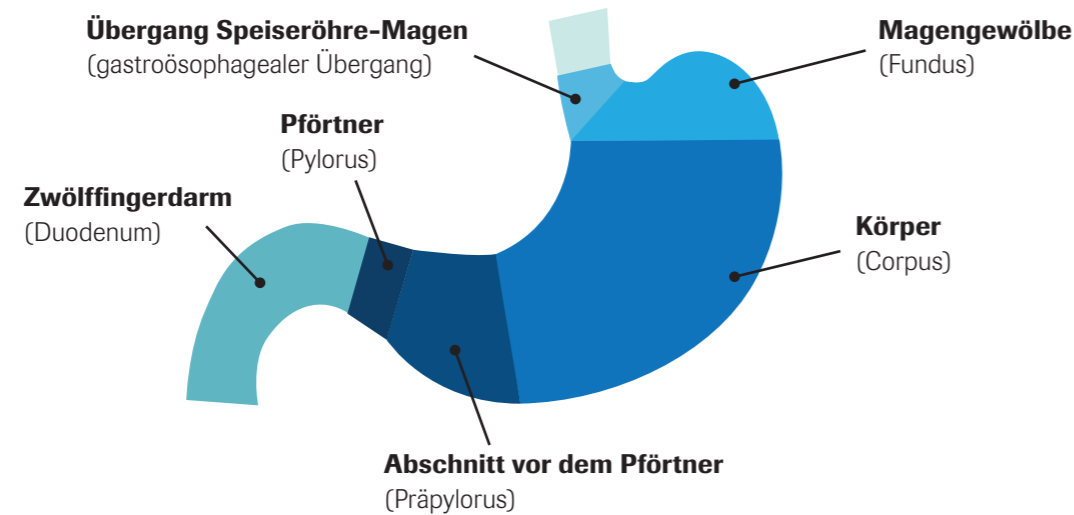 Übergang Speiseröhre-Magen
(gastroösophagealer Übergang)
Magengewölbe
(Fundus)
Pförtner
(Pylorus)
Zwölffingerdarm
(Duodenum)
Körper
(Corpus)
Abschnitt vor dem Pförtner
(Präpylorus)